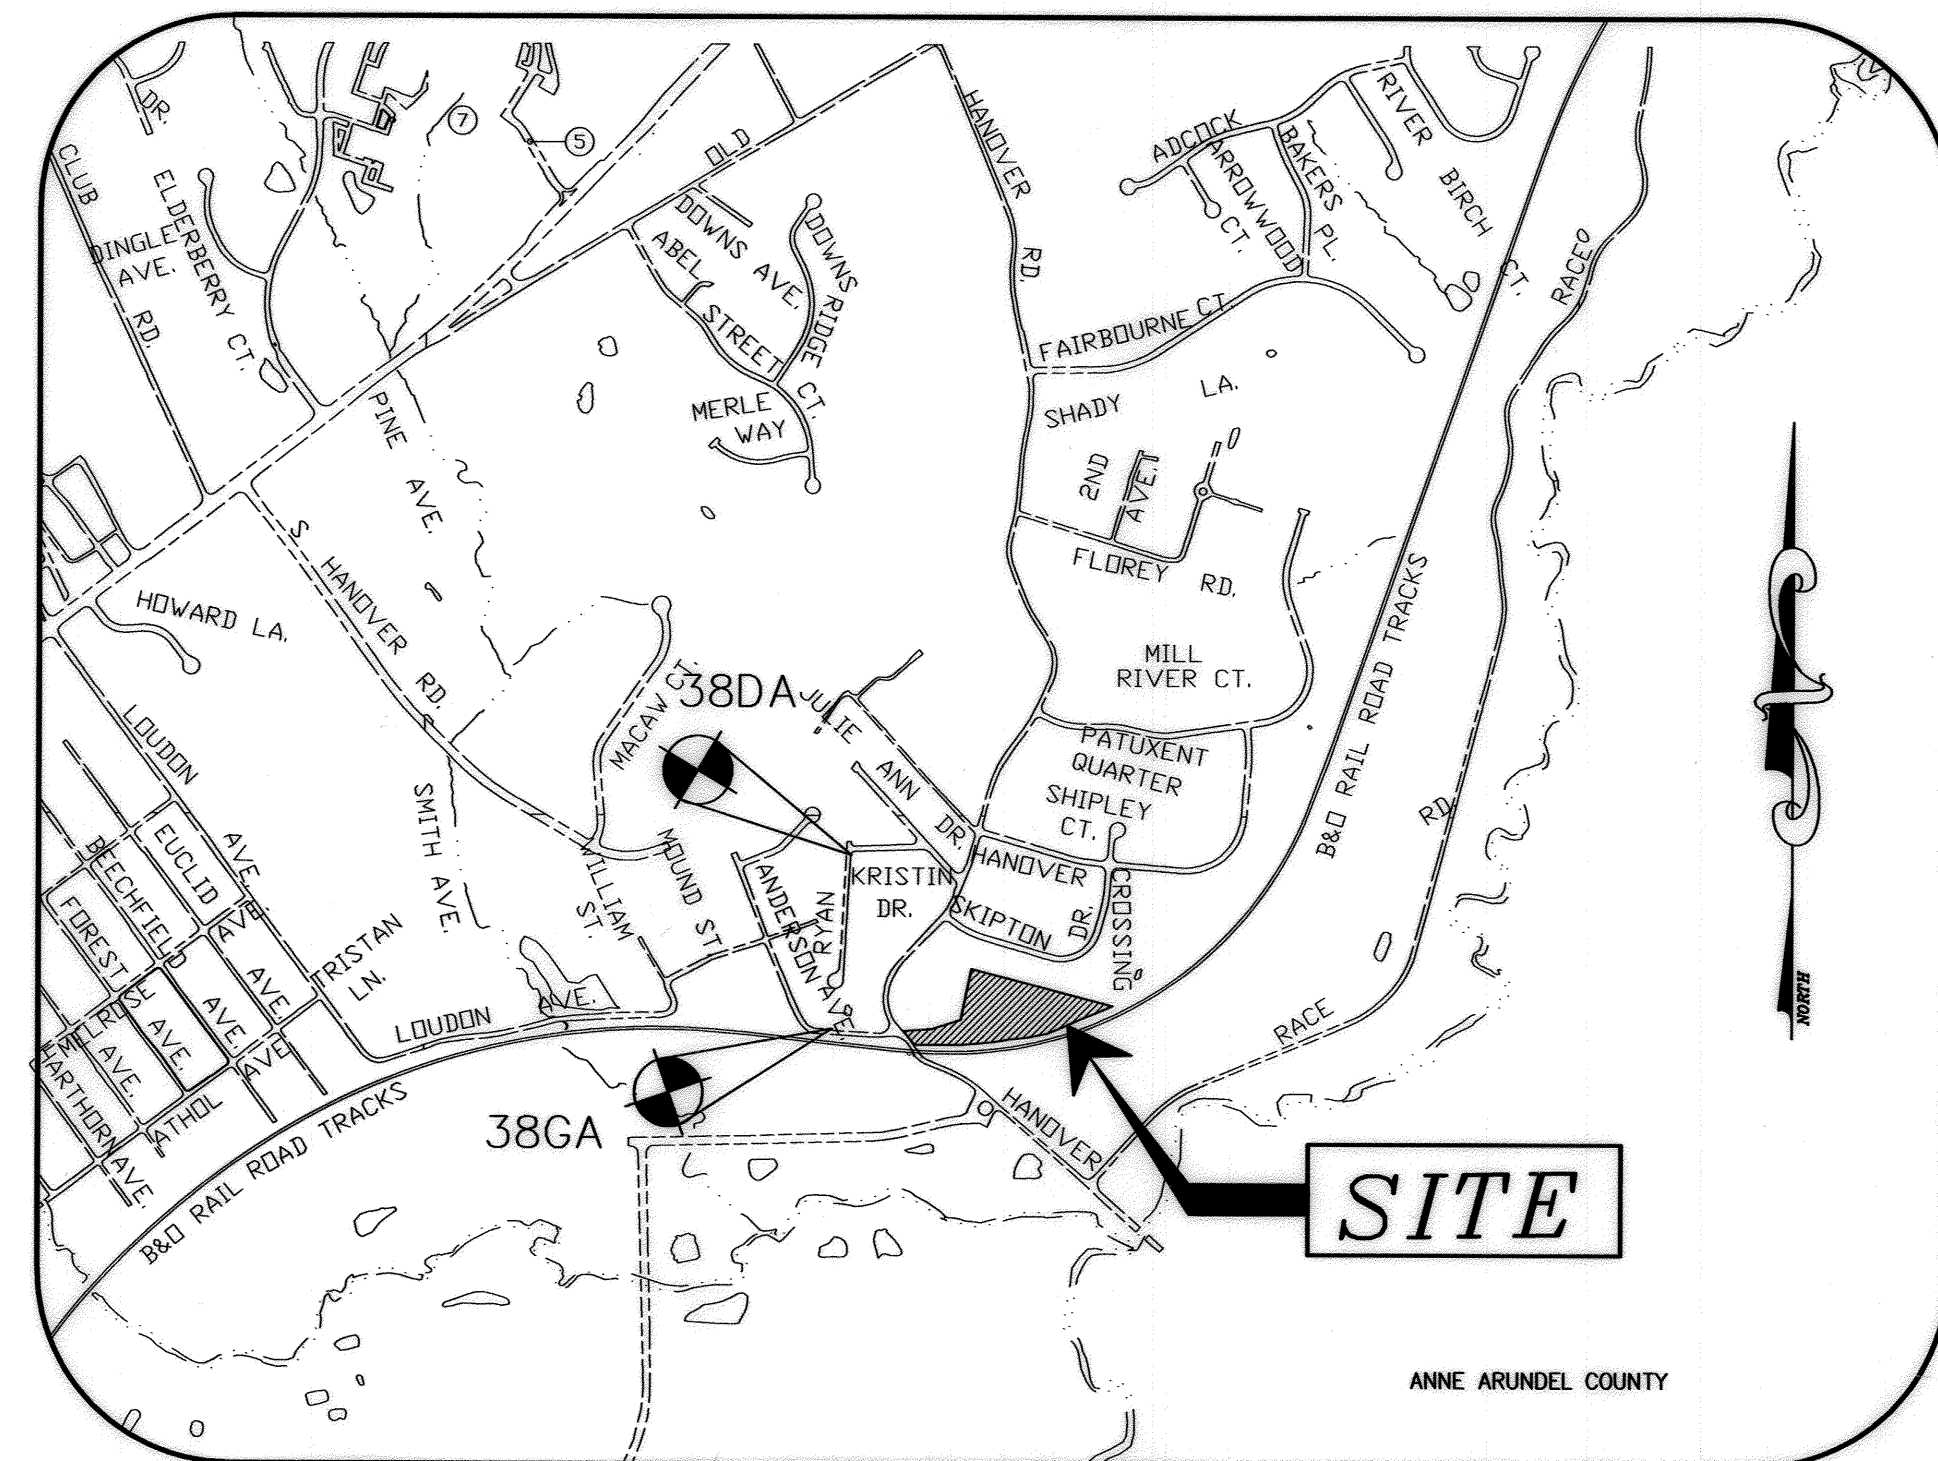 DR.
CLUB
RD.
DINGLE
AVE.
ELDERBERRY CT.
7
5
OLD
HANOVER
RD.
DOWNS AVE.
ABEL
STREET
DOWNS RIDGE CT.
MERLE
WAY
ADCOCK
ARROWWOOD
CT.
BAKERS PL.
RIVER BIRCH CT.
RACE
RD.
FAIRBOURNE CT.
SHADY LA.
2ND
AVE.
FLOREY RD.
MILL
RIVER CT.
PATUXENT
QUARTER
SHIPLEY
CT.
HANOVER
CROSSING
SKIPTON
DR.
B&O RAIL ROAD TRACKS
PINE AVE.
S HANOVER RD.
HOWARD LA.
MACAW CT.
38DA
JULIE ANN DR.
KRISTIN
DR.
RYAN
ANDERSON AVE.
MOUND ST.
WILLIAM
ST.
SMITH AVE.
LOUDON AVE.
EUCLID AVE.
BEECHFIELD AVE.
FOREST AVE.
MELROSE
AVE.
AVE.
HARTHORN AVE.
ATHOL
AVE.
TRISTAN
LN.
LOUDON AVE.
B&O RAIL ROAD TRACKS
38GA
HANOVER
RACE
SITE
NORTH
ANNE ARUNDEL COUNTY